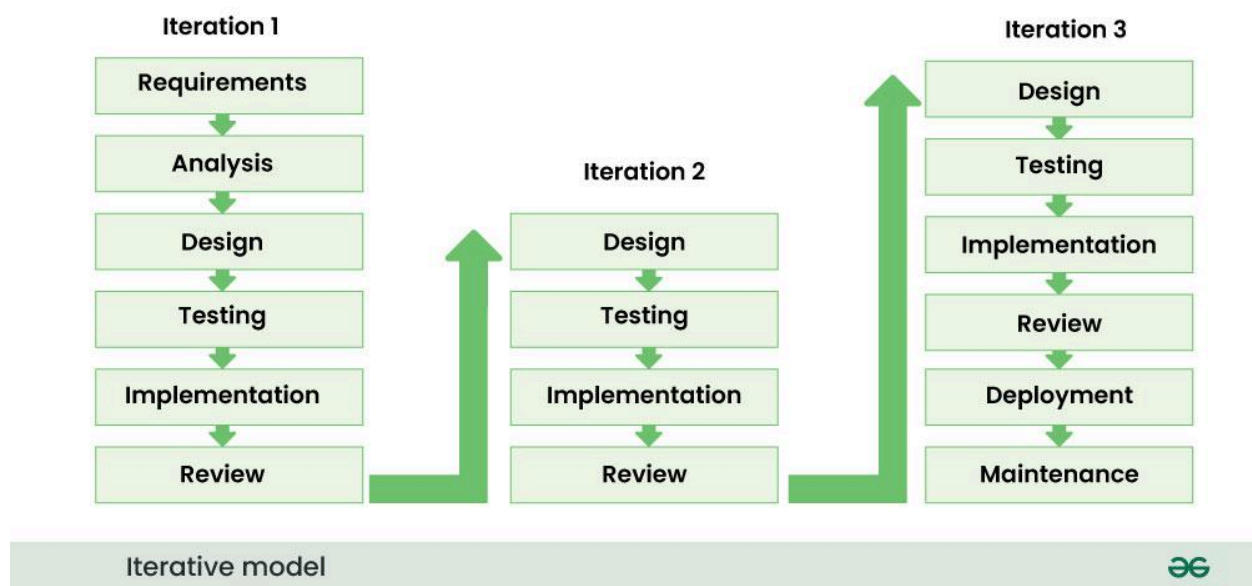 Iteration 1
Requirements
Analysis
Design
Testing
Implementation
Review
Iteration 2
Design
Testing
Implementation
Review
Iteration 3
Design
Testing
Implementation
Review
Deployment
Maintenance
Iterative model